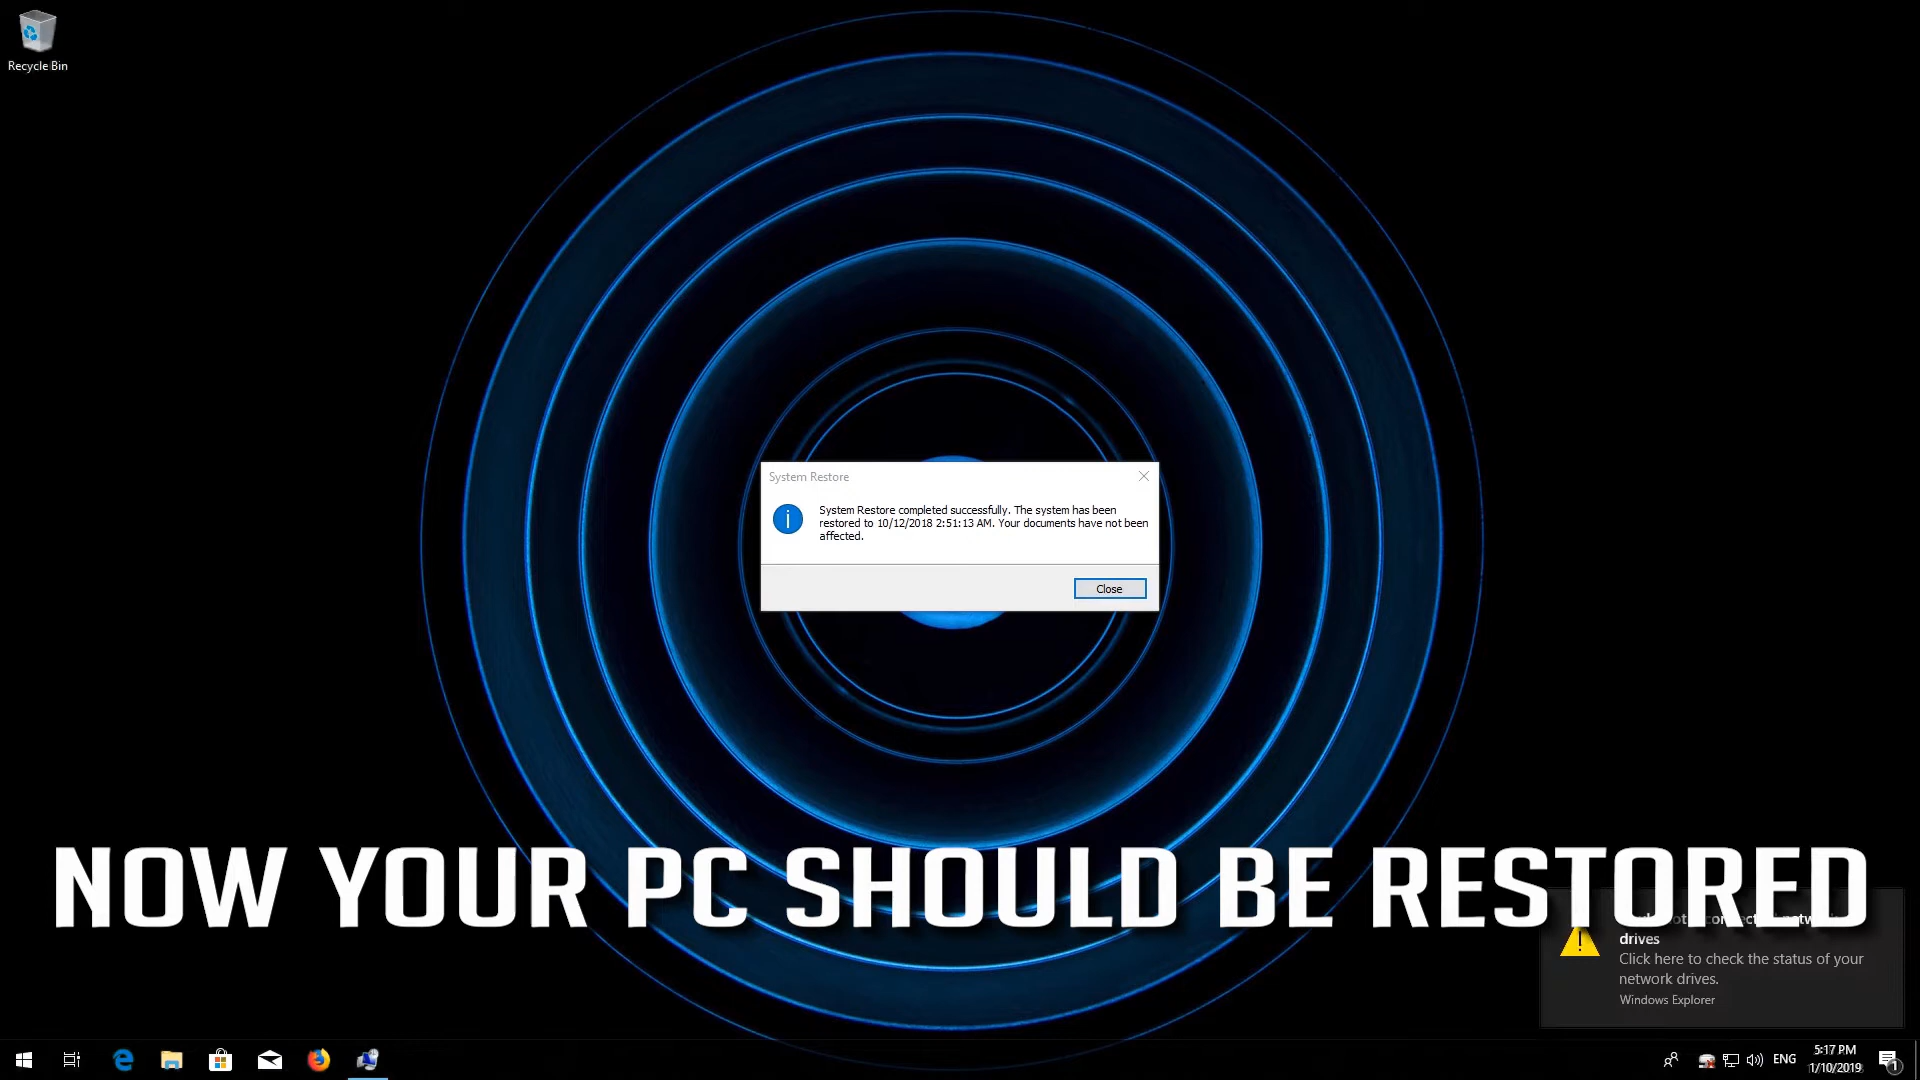 Recycle Bin
System Restore
System Restore completed successfully. The system has been
restored to 10/12/2018 2:51:13 AM. Your documents have not been
affected.
Close
NOW YOUR PC SHOULD BE RESTORED
drives
Click here to check the status of your
network drives.
Windows Explorer
ENG
5:17 PM
1/10/2019
1